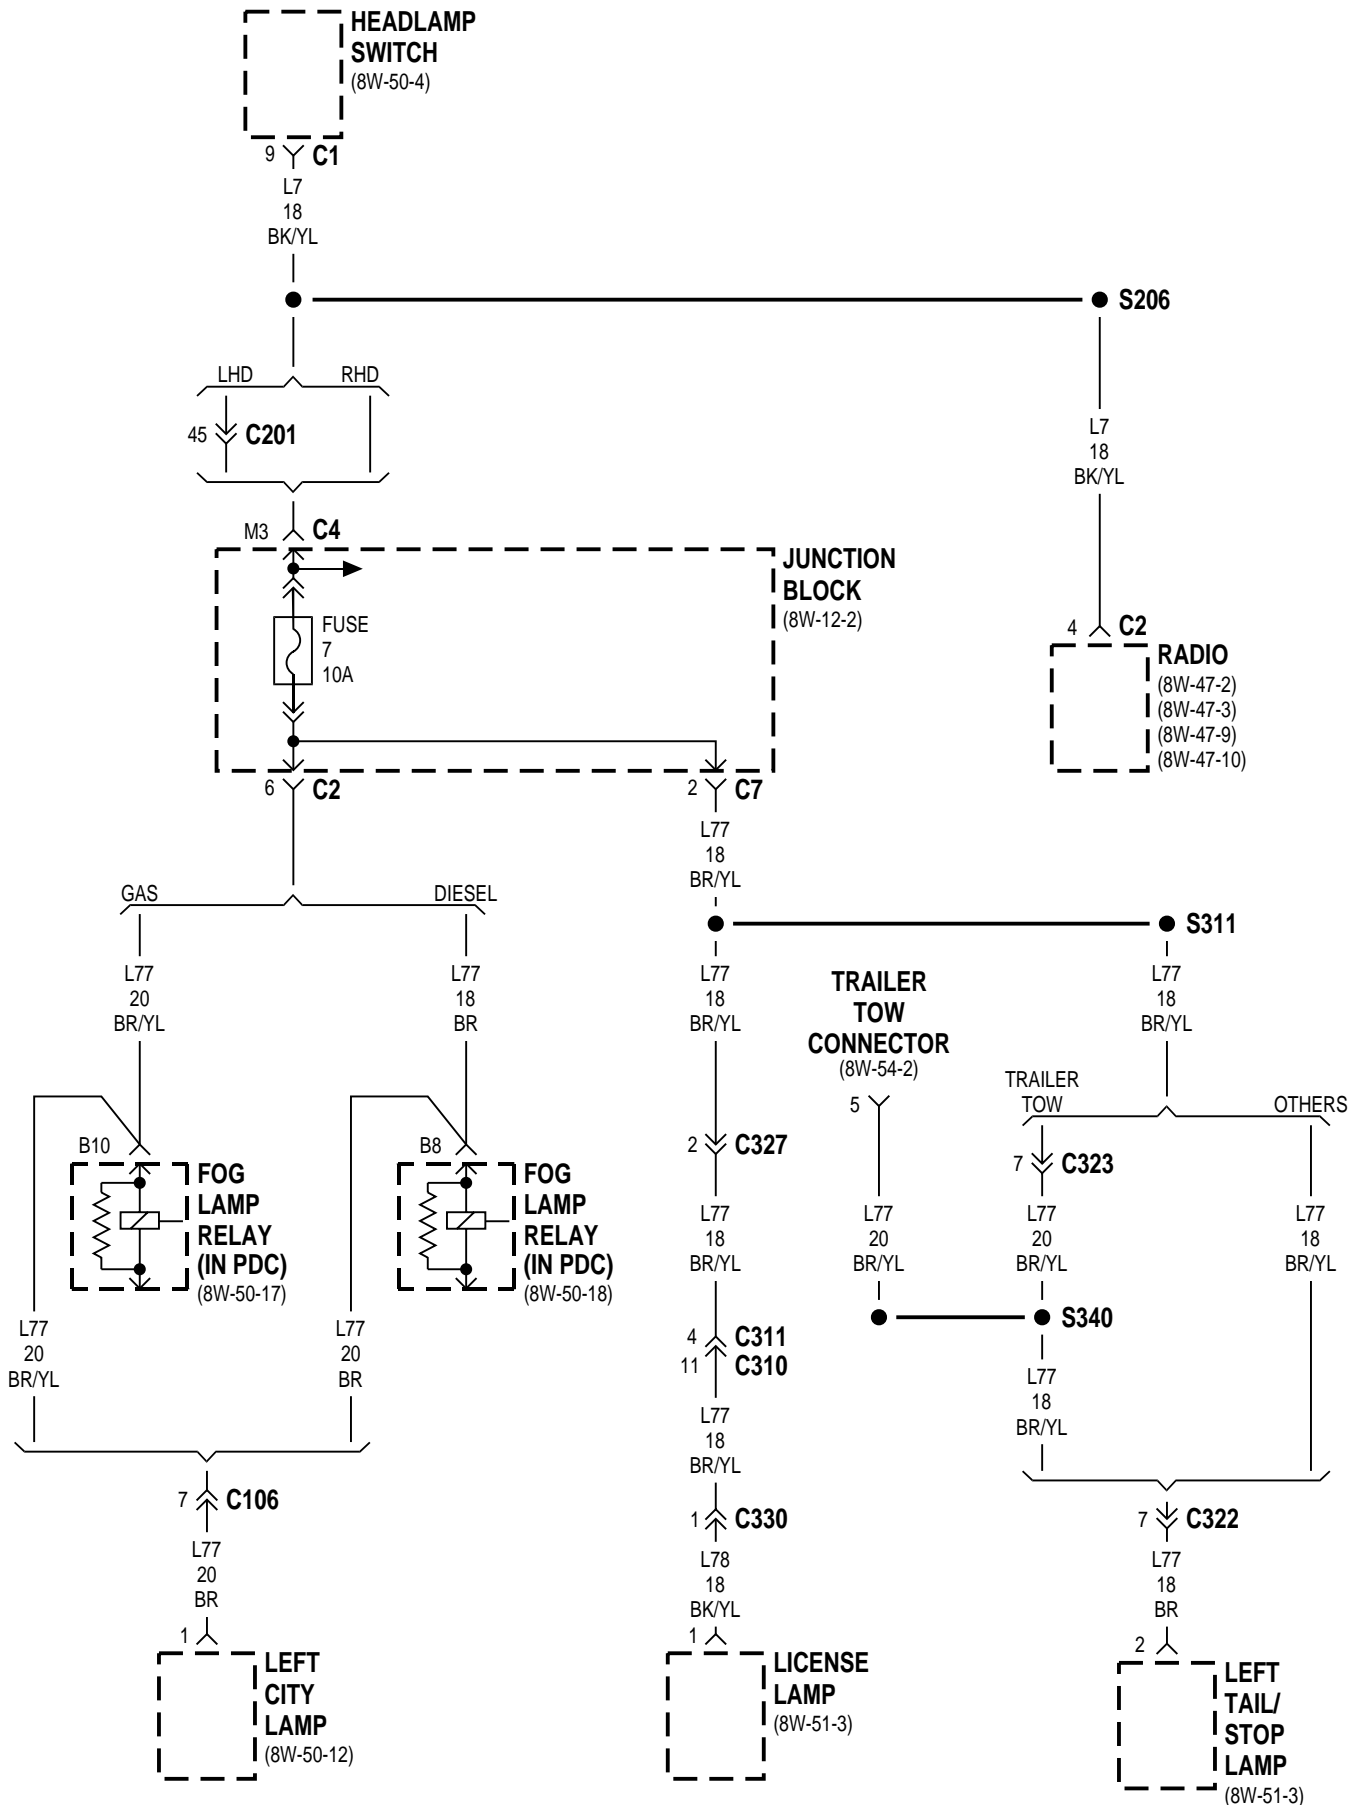 HEADLAMP
SWITCH
(8W-50-4)
9
C1
L7
18
BK/YL
S206
LHD
RHD
45
C201
L7
18
BK/YL
M3
C4
JUNCTION
BLOCK
(8W-12-2)
FUSE
7
10A
4
C2
RADIO
(8W-47-2)
(8W-47-3)
(8W-47-9)
(8W-47-10)
6
C2
2
C7
L77
18
BR/YL
GAS
DIESEL
S311
L77
20
BR/YL
L77
18
BR
L77
18
BR/YL
TRAILER
TOW
CONNECTOR
(8W-54-2)
5
L77
18
BR/YL
TRAILER
TOW
OTHERS
B10
FOG
LAMP
RELAY
(IN PDC)
(8W-50-17)
B8
FOG
LAMP
RELAY
(IN PDC)
(8W-50-18)
2
C327
7
C323
L77
18
BR/YL
L77
20
BR/YL
L77
20
BR/YL
L77
18
BR/YL
S340
L77
20
BR/YL
L77
20
BR
4
C311
11
C310
L77
18
BR/YL
L77
18
BR/YL
7
C106
1
C330
7
C322
L77
20
BR
L78
18
BK/YL
L77
18
BR
1
LEFT
CITY
LAMP
(8W-50-12)
1
LICENSE
LAMP
(8W-51-3)
2
LEFT
TAIL/
STOP
LAMP
(8W-51-3)